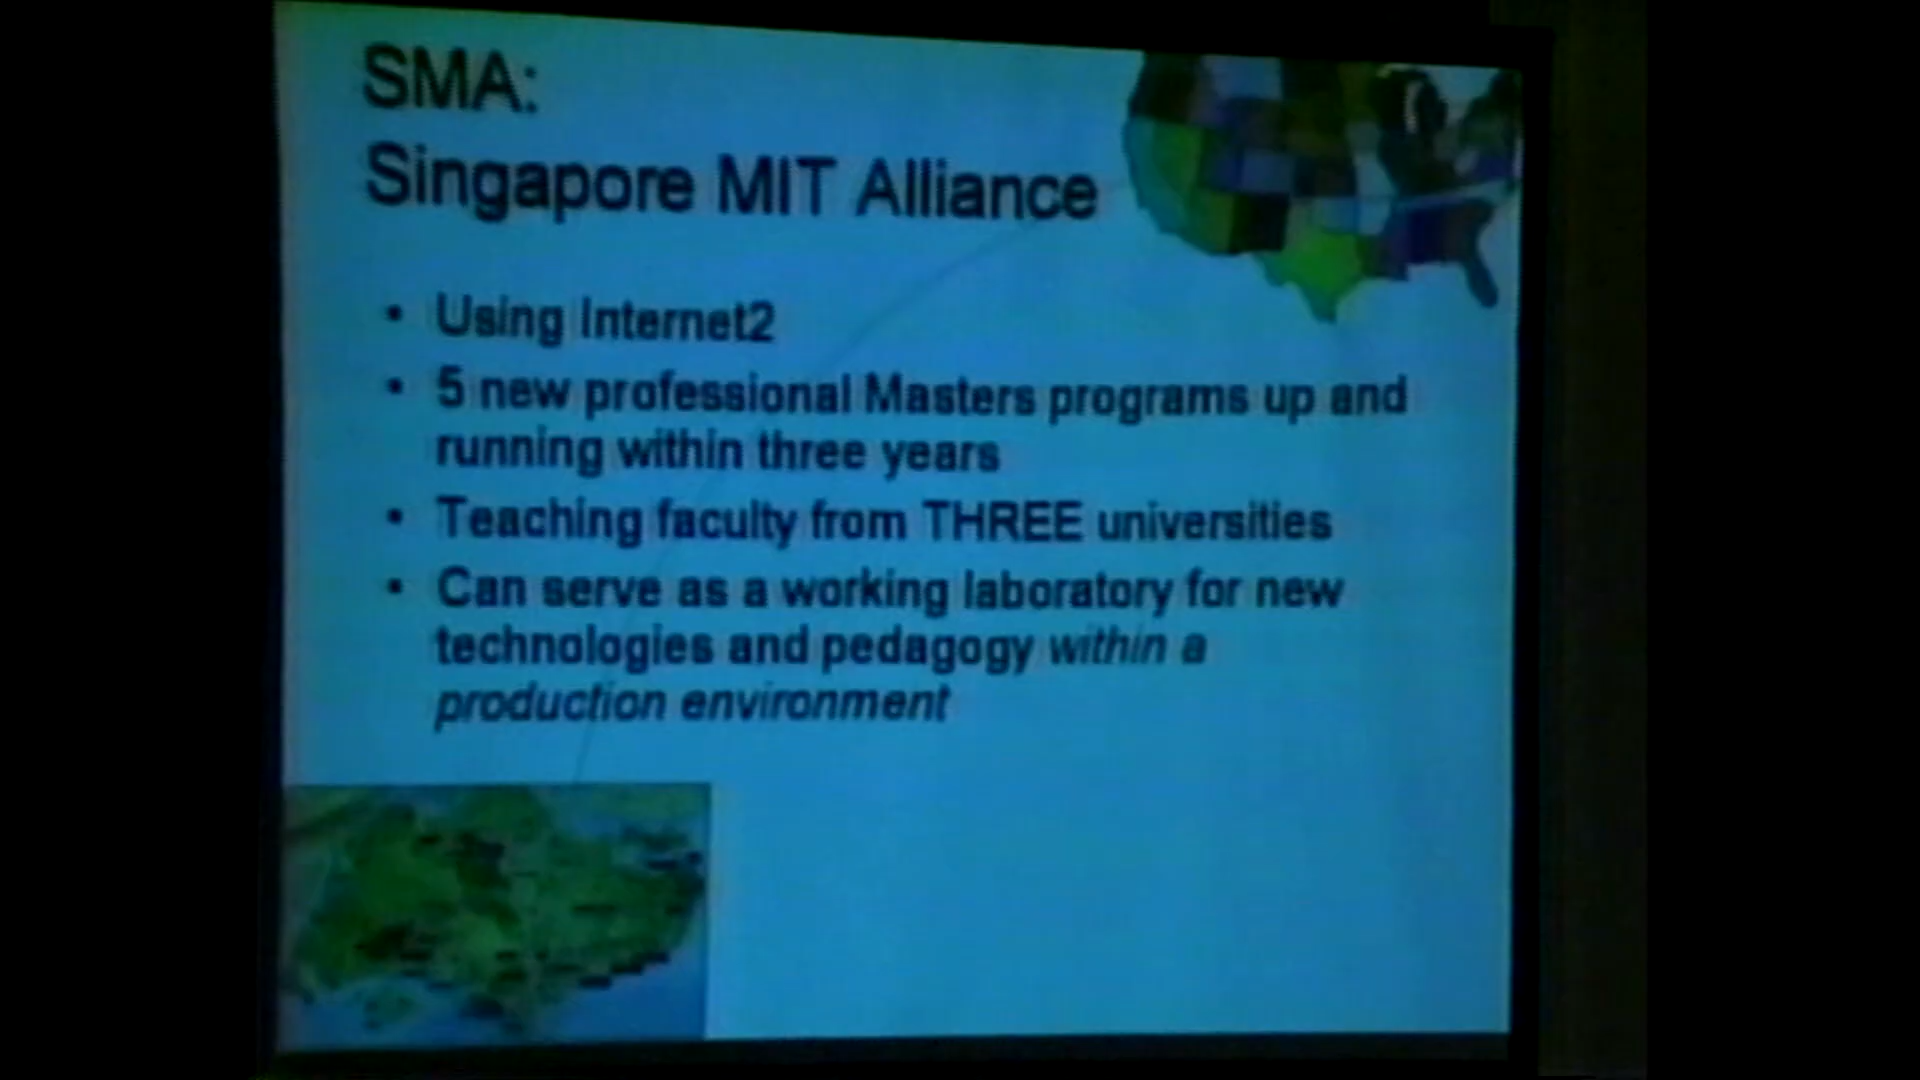 SMA:
Singapore MIT Alliance
• Using Internet2
• 5 new professional Masters programs up and
running within three years
• Teaching faculty from THREE universities
• Can serve as a working laboratory for new
technologies and pedagogy within a
production environment